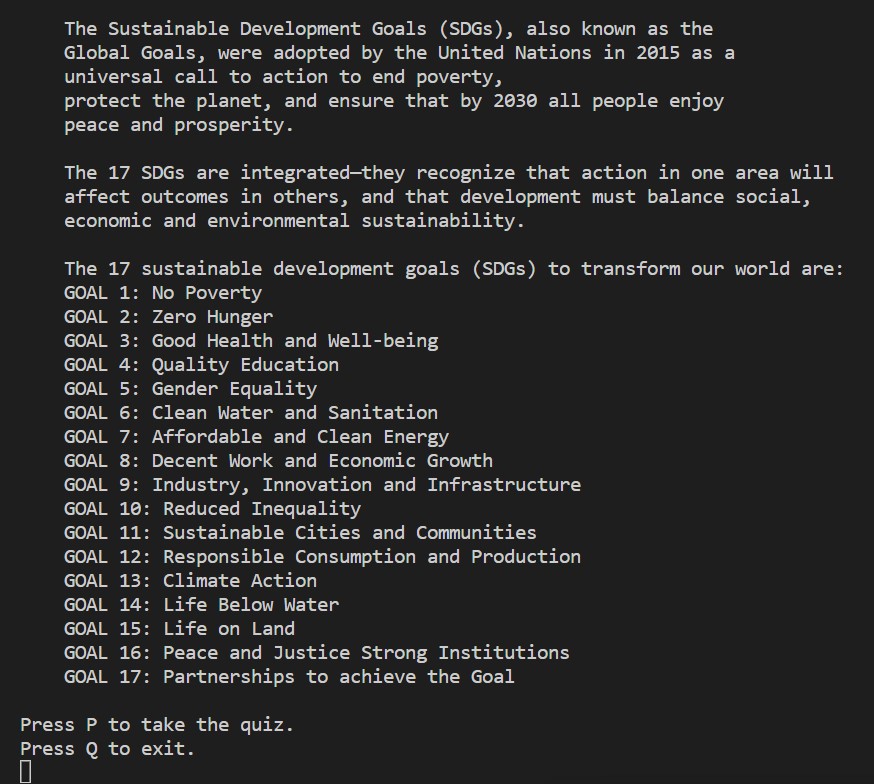 The Sustainable Development Goals (SDGs), also known as the
Global Goals, were adopted by the United Nations in 2015 as a
universal call to action to end poverty,
protect the planet, and ensure that by 2030 all people enjoy
peace and prosperity.

The 17 SDGs are integrated—they recognize that action in one area will
affect outcomes in others, and that development must balance social,
economic and environmental sustainability.

The 17 sustainable development goals (SDGs) to transform our world are:
GOAL 1: No Poverty
GOAL 2: Zero Hunger
GOAL 3: Good Health and Well-being
GOAL 4: Quality Education
GOAL 5: Gender Equality
GOAL 6: Clean Water and Sanitation
GOAL 7: Affordable and Clean Energy
GOAL 8: Decent Work and Economic Growth
GOAL 9: Industry, Innovation and Infrastructure
GOAL 10: Reduced Inequality
GOAL 11: Sustainable Cities and Communities
GOAL 12: Responsible Consumption and Production
GOAL 13: Climate Action
GOAL 14: Life Below Water
GOAL 15: Life on Land
GOAL 16: Peace and Justice Strong Institutions
GOAL 17: Partnerships to achieve the Goal

Press P to take the quiz.
Press Q to exit.